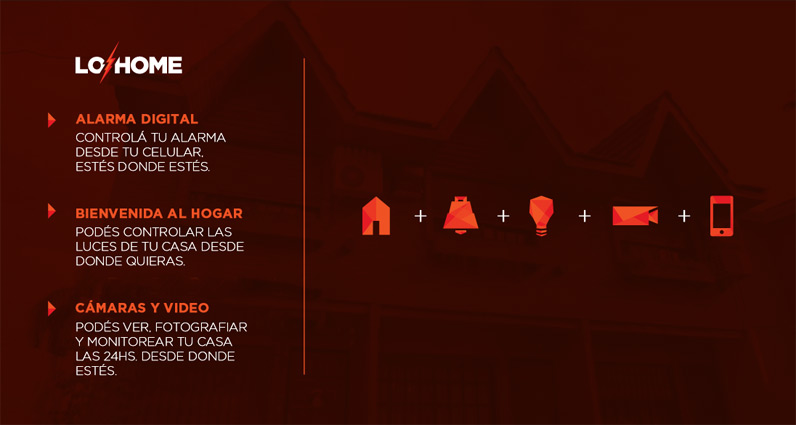 LO HOME
ALARMA DIGITAL
CONTROLÁ TU ALARMA
DESDE TU CELULAR,
ESTÉS DONDE ESTÉS.
BIENVENIDA AL HOGAR
PODÉS CONTROLAR LAS
LUCES DE TU CASA DESDE
DONDE QUIERAS.
CÁMARAS Y VIDEO
PODÉS VER, FOTOGRAFIAR
Y MONITOREAR TU CASA
LAS 24HS. DESDE DONDE
ESTÉS.
+ + + +